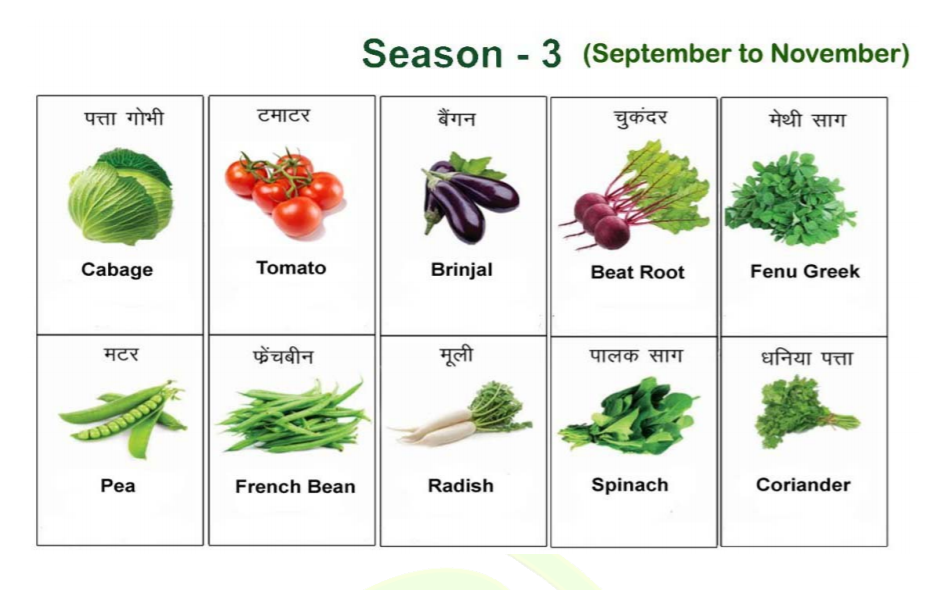 Season - 3 (September to November)
पत्ता गोभी
Cabage
टमाटर
Tomato
बैंगन
Brinjal
चुकंदर
Beat Root
मेथी साग
Fenu Greek
मटर
Pea
फ्रेंचबीन
French Bean
मूली
Radish
पालक साग
Spinach
धनिया पत्ता
Coriander